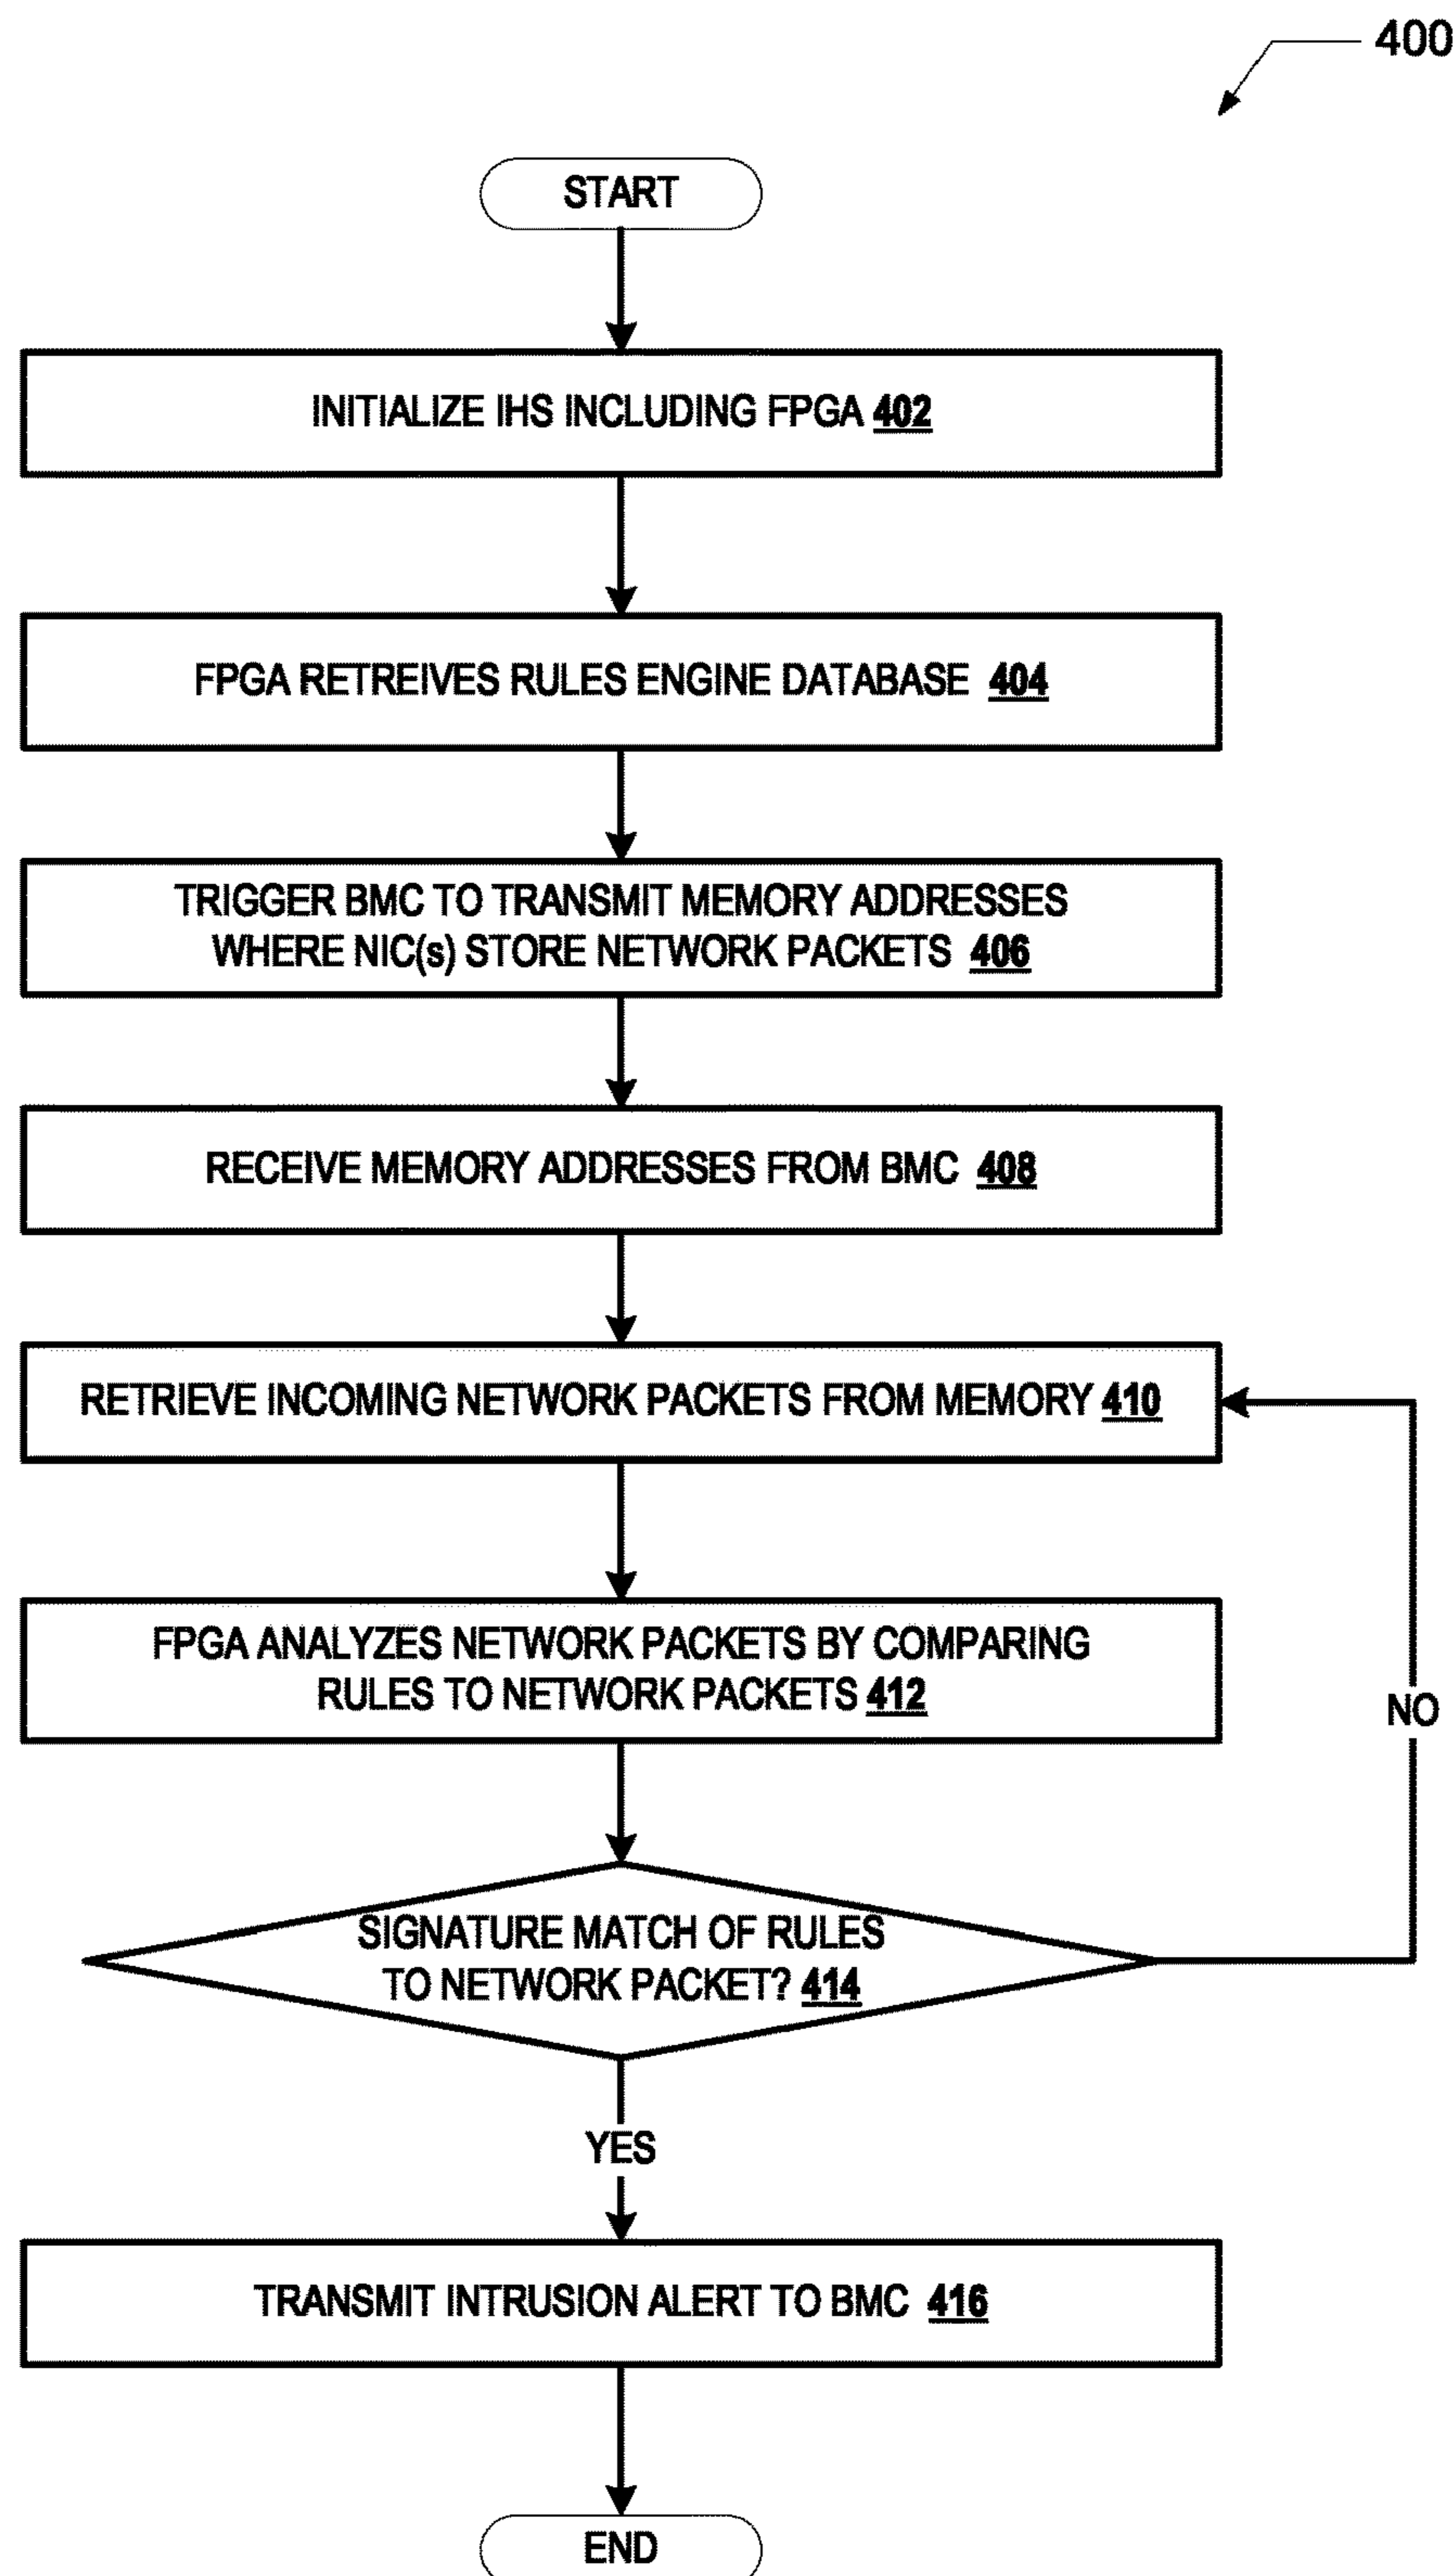 400
START
INITIALIZE IHS INCLUDING FPGA 402
FPGA RETREIVES RULES ENGINE DATABASE 404
TRIGGER BMC TO TRANSMIT MEMORY ADDRESSES
WHERE NIC(s) STORE NETWORK PACKETS 406
RECEIVE MEMORY ADDRESSES FROM BMC 408
RETRIEVE INCOMING NETWORK PACKETS FROM MEMORY 410
FPGA ANALYZES NETWORK PACKETS BY COMPARING
RULES TO NETWORK PACKETS 412
NO
SIGNATURE MATCH OF RULES
TO NETWORK PACKET? 414
YES
TRANSMIT INTRUSION ALERT TO BMC 416
END